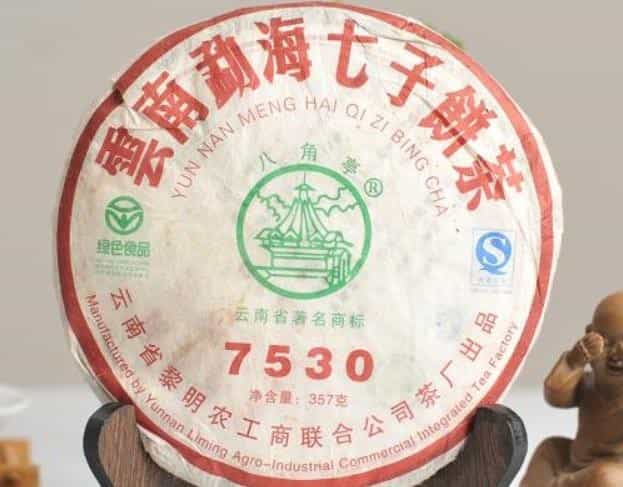 雲南勐海七子餅茶
YUN NAN MENG HAI QI ZI BING CHA
八角亭
®
绿色食品
云南省著名商标
7530
净含量：357克
云南省黎明农工商联合公司茶厂出品
Manufactured by Yunnan Liming Agro-Industrial Commercial Integrated Tea Factory